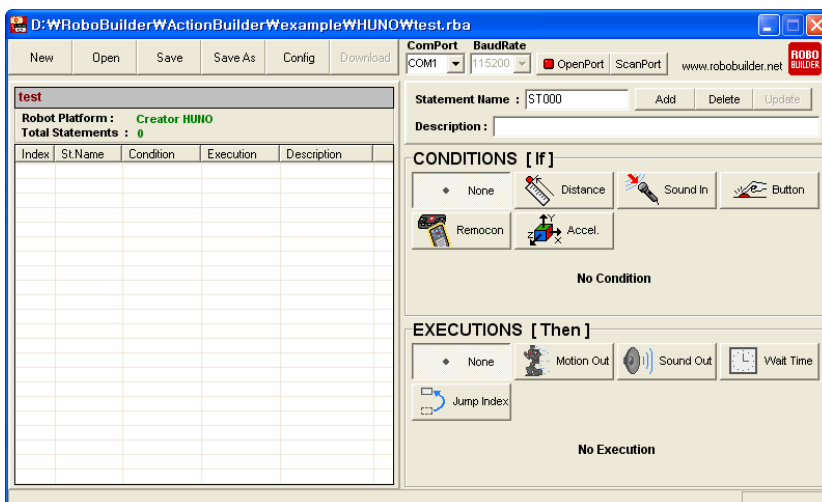 D:₩RoboBuilder₩ActionBuilder₩example₩HUNO₩test.rba
New Open Save Save As Config Download
ComPort BaudRate
COM1 115200 OpenPort ScanPort www.robobuilder.net ROBO BUILDER
test
Robot Platform : Creator HUNO
Total Statements : 0
Index St.Name Condition Execution Description
Statement Name : ST000 Add Delete Update
Description :
CONDITIONS [ If ]
None Distance Sound In Button
Remocon Accel.
Y
Z X
No Condition
EXECUTIONS [ Then ]
None Motion Out Sound Out Wait Time
Jump Index
No Execution